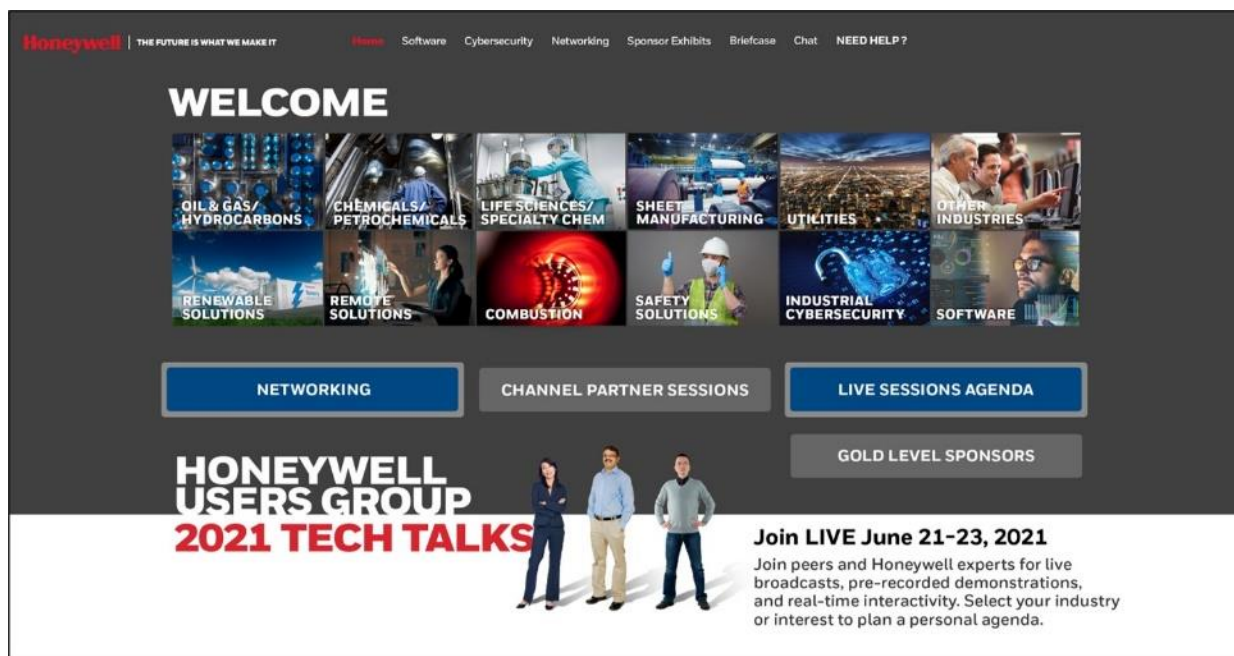 Honeywell | THE FUTURE IS WHAT WE MAKE IT
Home Software Cybersecurity Networking Sponsor Exhibits Briefcase Chat NEED HELP ?
WELCOME
OIL & GAS/
HYDROCARBONS
CHEMICALS/
PETROCHEMICALS
LIFE SCIENCES/
SPECIALTY CHEM
SHEET
MANUFACTURING
UTILITIES
OTHER
INDUSTRIES
RENEWABLE
SOLUTIONS
REMOTE
SOLUTIONS
COMBUSTION
SAFETY
SOLUTIONS
INDUSTRIAL
CYBERSECURITY
SOFTWARE
NETWORKING
CHANNEL PARTNER SESSIONS
LIVE SESSIONS AGENDA
GOLD LEVEL SPONSORS
HONEYWELL
USERS GROUP
2021 TECH TALKS
Join LIVE June 21-23, 2021
Join peers and Honeywell experts for live
broadcasts, pre-recorded demonstrations,
and real-time interactivity. Select your industry
or interest to plan a personal agenda.